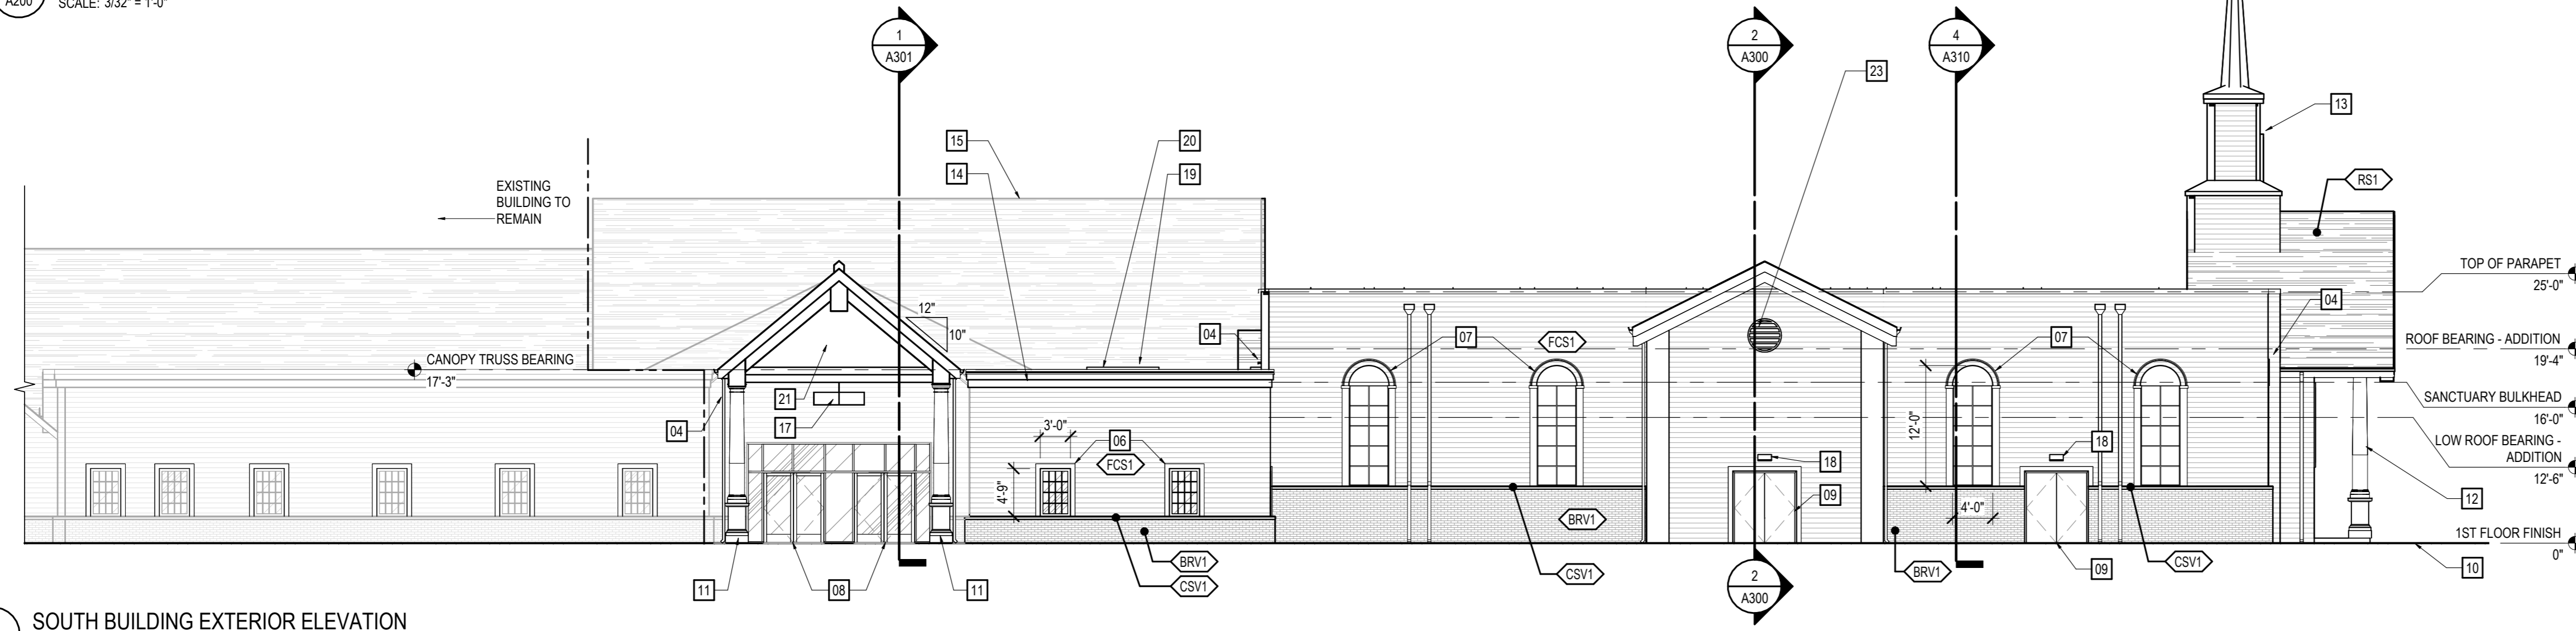 A200
SCALE: 3/32" = 1'-0"
1
A301
2
A300
4
A310
23
13
15
20
14
19
EXISTING
BUILDING TO
REMAIN
RS1
TOP OF PARAPET
25'-0"
12"
10"
04
07
FCS1
07
04
ROOF BEARING - ADDITION
19'-4"
CANOPY TRUSS BEARING
17'-3"
21
17
04
SANCTUARY BULKHEAD
16'-0"
3'-0"
06
FCS1
4'-9"
12'-0"
18
18
LOW ROOF BEARING -
ADDITION
12'-6"
09
12
4'-0"
BRV1
1ST FLOOR FINISH
0"
BRV1
CSV1
11
08
11
CSV1
2
A300
BRV1
09
CSV1
10
SOUTH BUILDING EXTERIOR ELEVATION